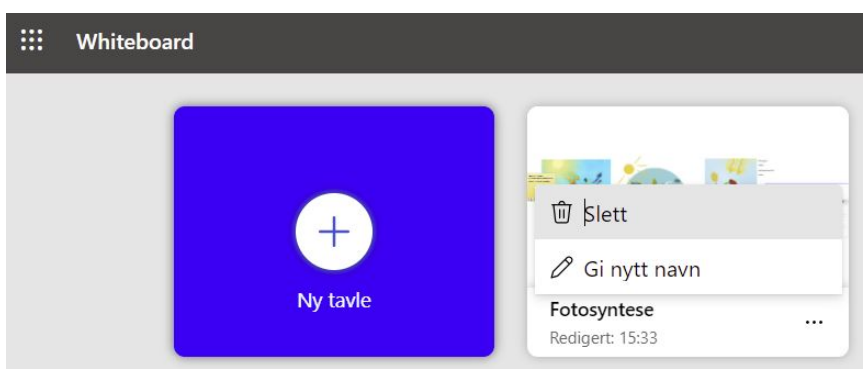 Whiteboard
Ny tavle
Slett
Gi nytt navn
Fotosyntese
Redigert: 15:33